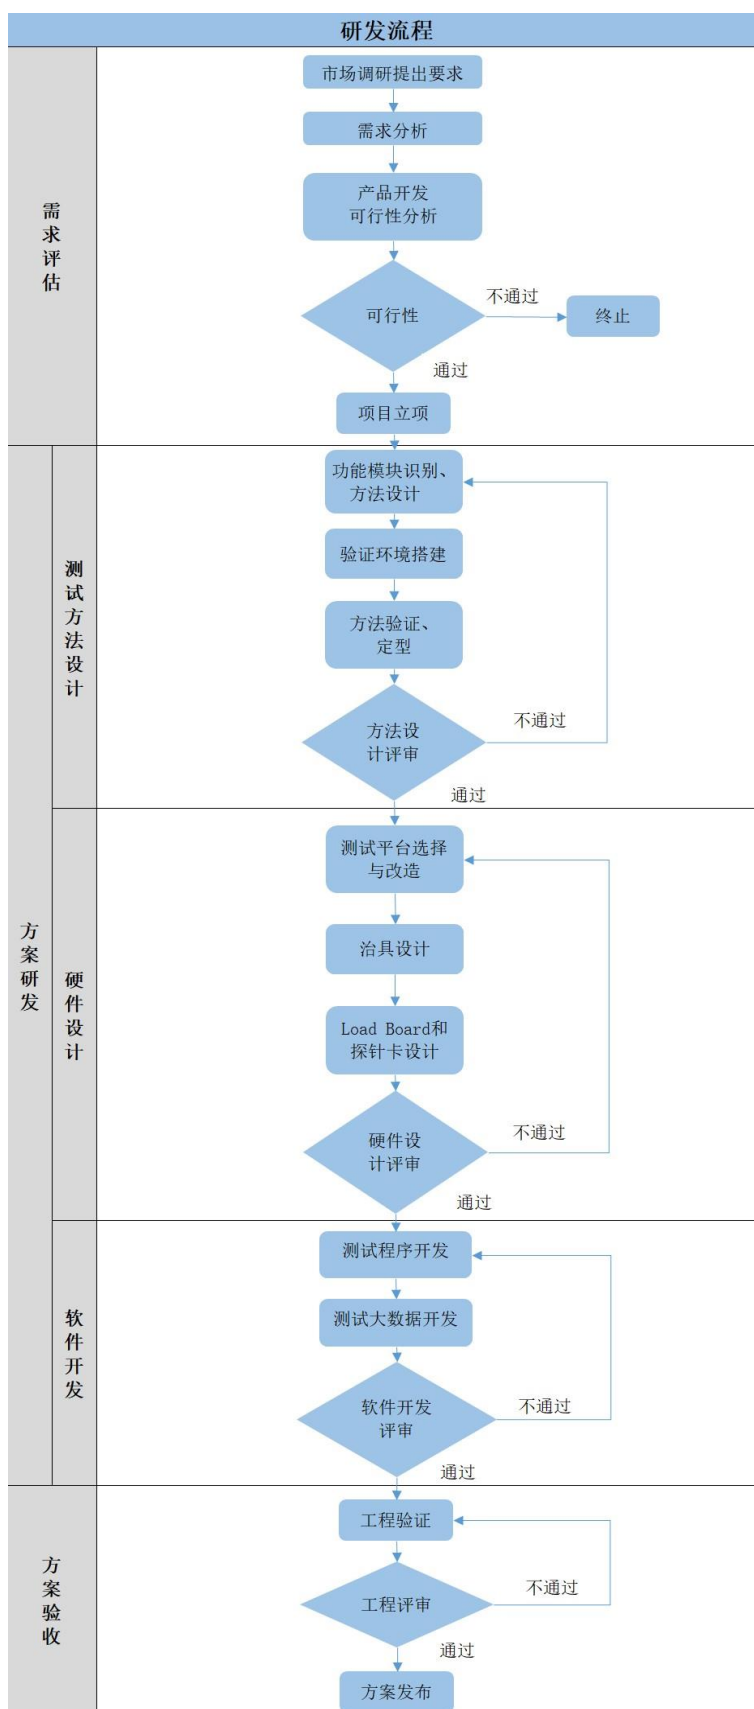 研发流程
需求评估
市场调研提出要求
需求分析
产品开发
可行性分析
可行性
不通过
终止
通过
项目立项
方案研发
测试方法设计
功能模块识别、
方法设计
验证环境搭建
方法验证、
定型
方法设
计评审
不通过
通过
硬件设计
测试平台选择
与改造
治具设计
Load Board和
探针卡设计
硬件设
计评审
不通过
通过
软件开发
测试程序开发
测试大数据开发
软件开发
评审
不通过
通过
方案验收
工程验证
工程评审
不通过
通过
方案发布